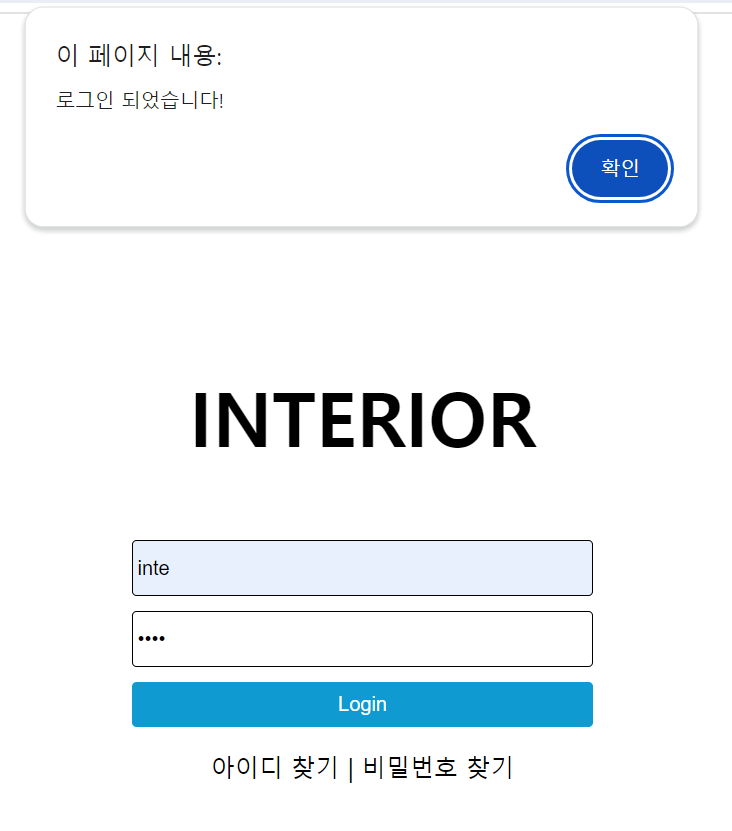 이 페이지 내용:
로그인 되었습니다!
확인
INTERIOR
inte
••••
Login
아이디 찾기 | 비밀번호 찾기